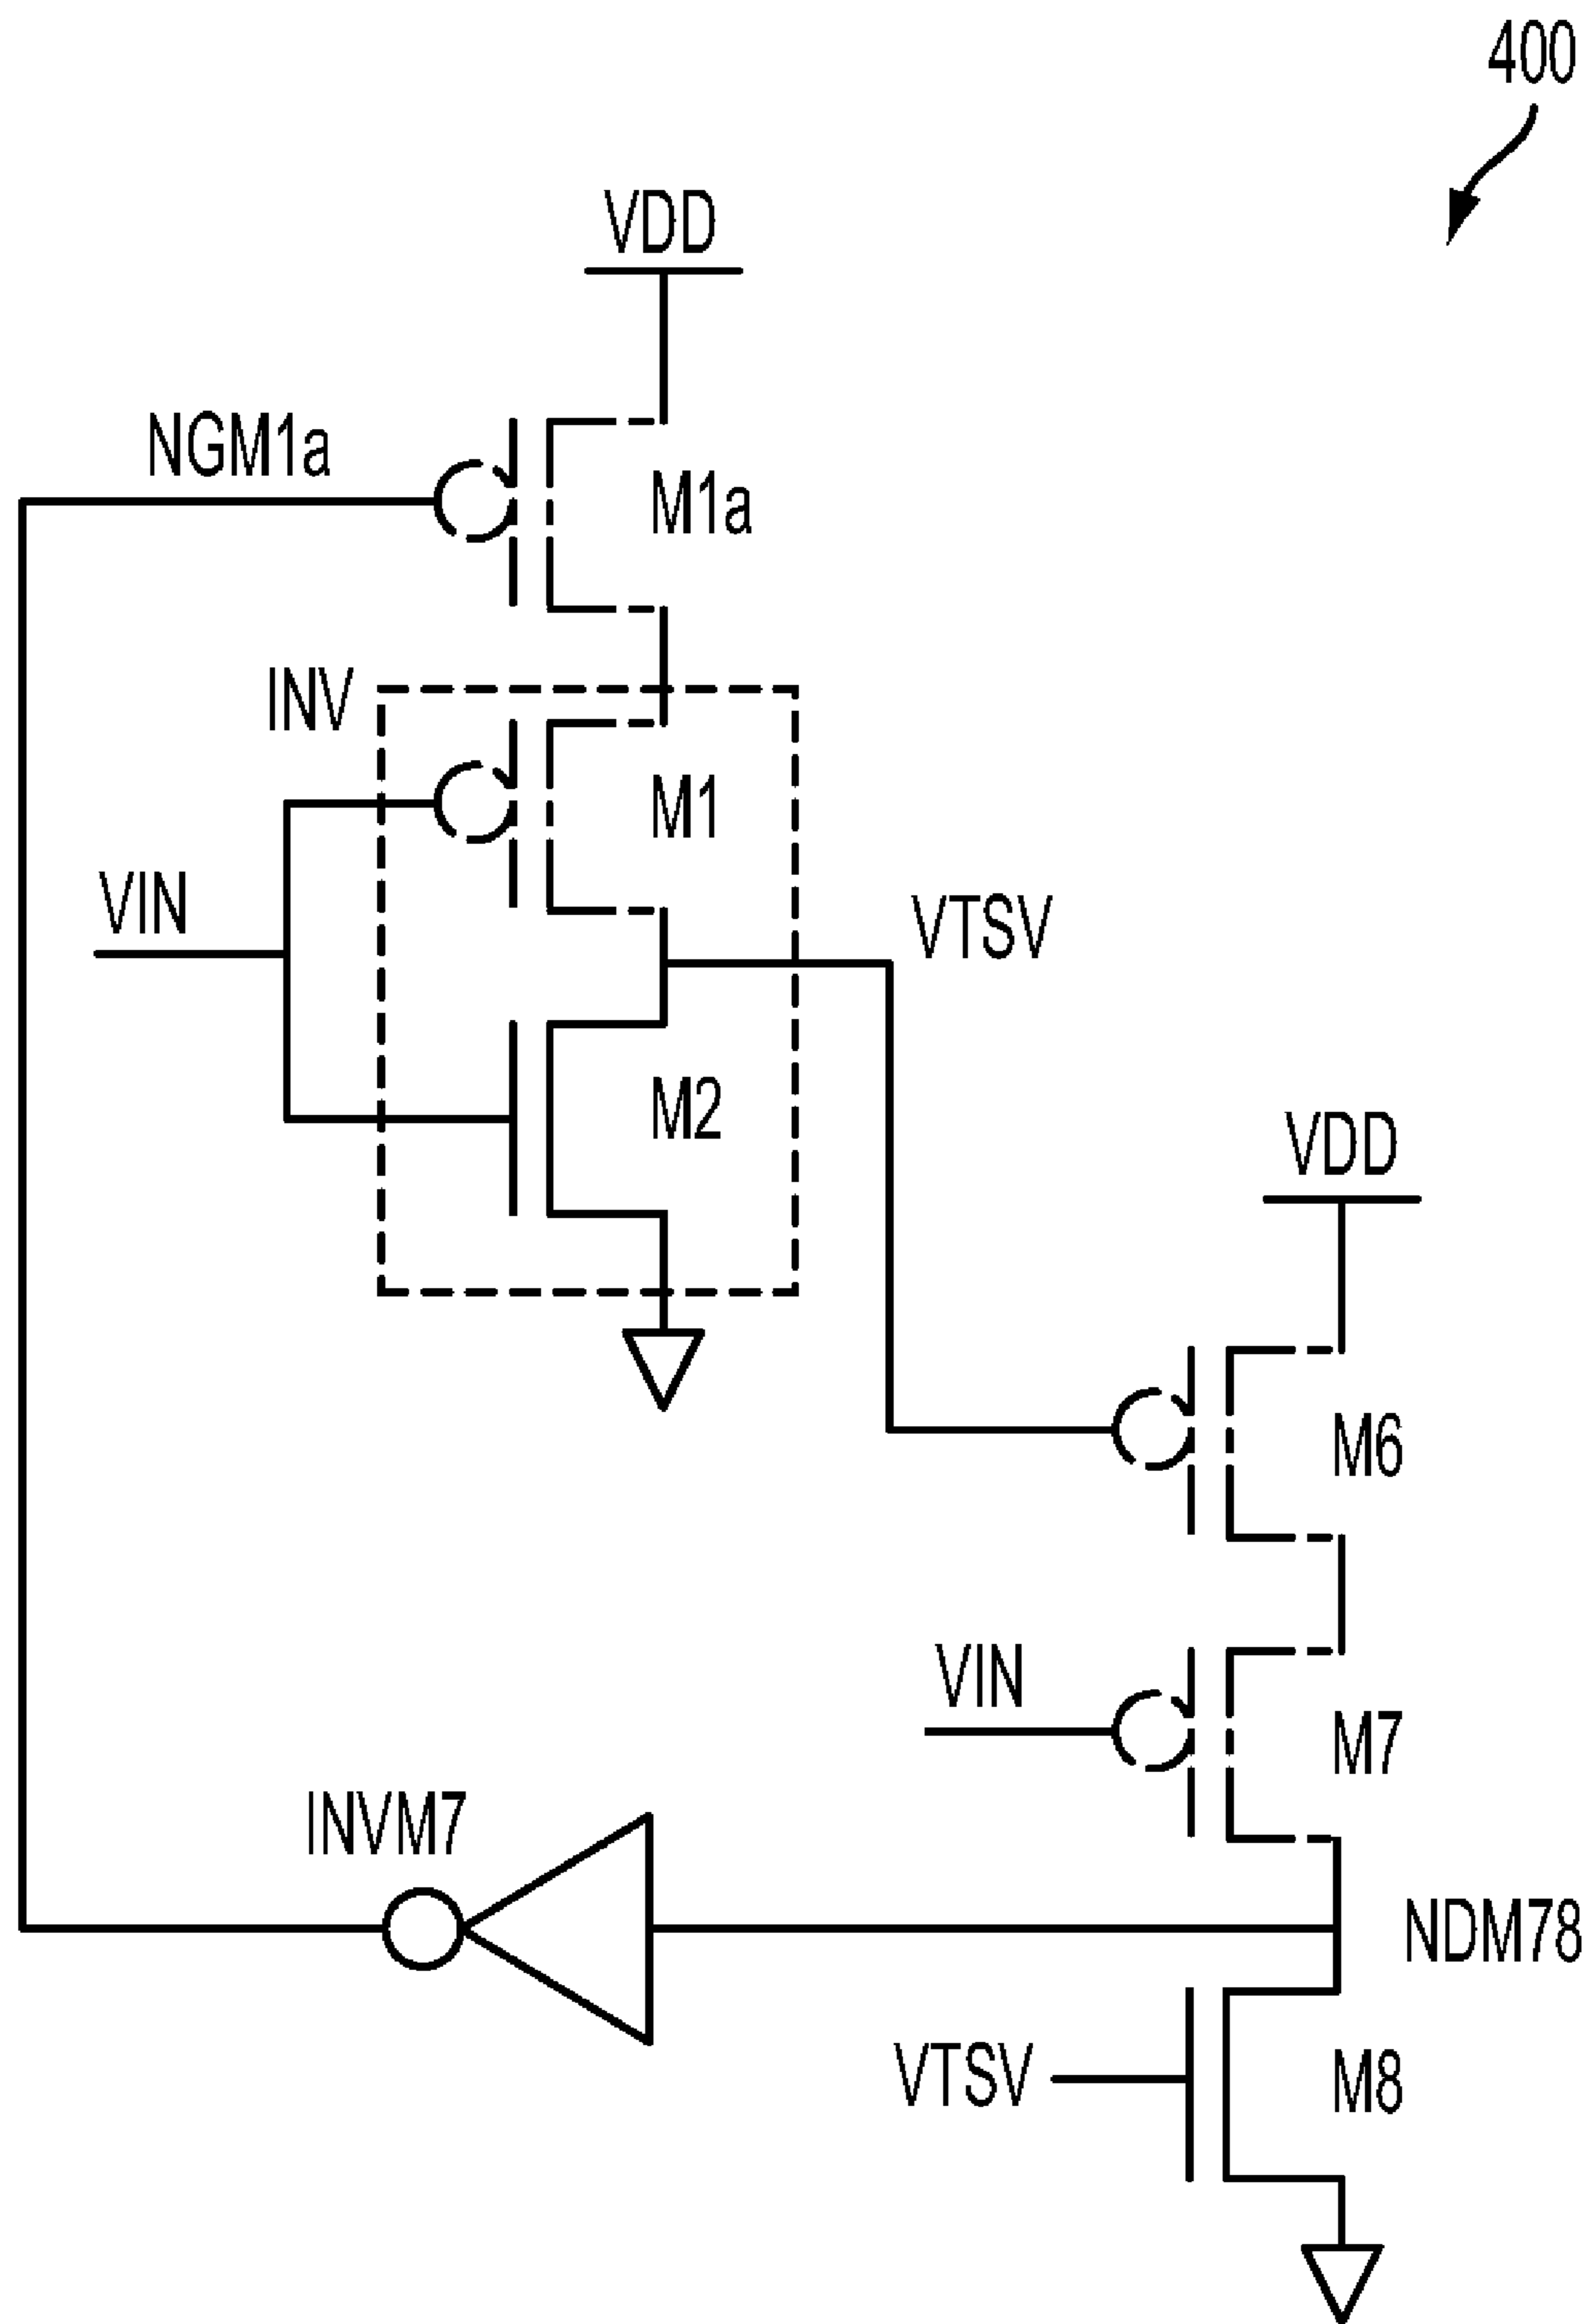 400
VDD
NGM1a
M1a
INV
M1
VIN
VTSV
M2
VDD
M6
VIN
M7
INVM7
NDM78
VTSV
M8